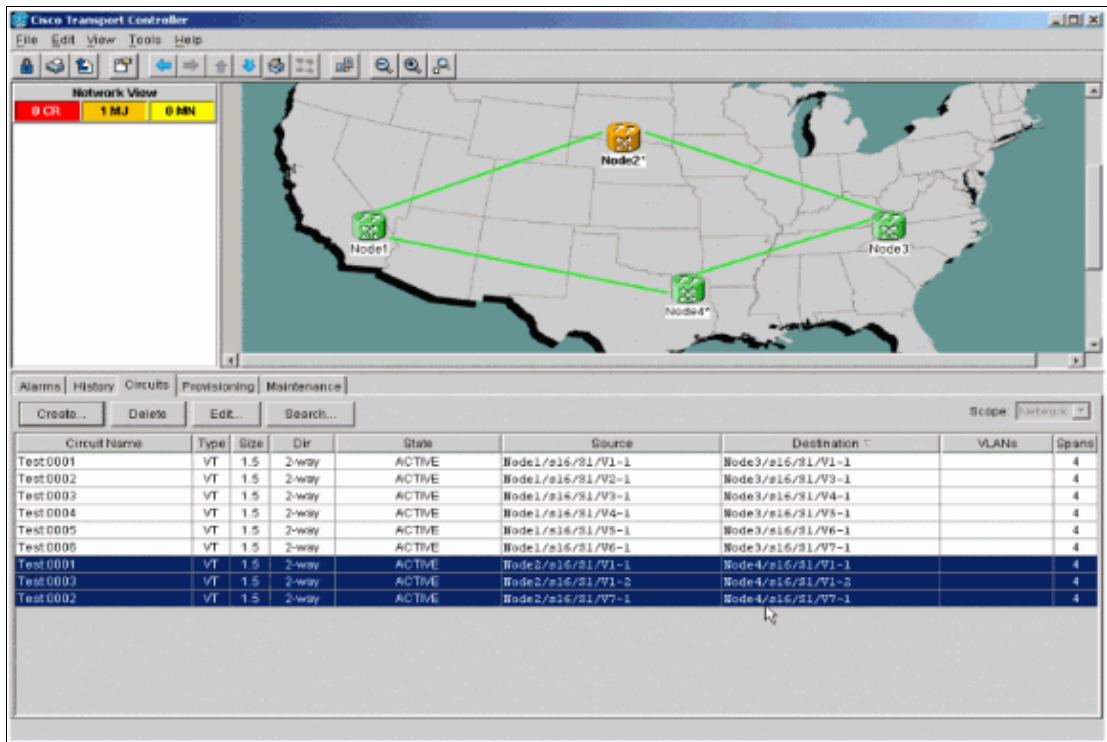 Cisco Transport Controller
File Edit View Tools Help
Network View
0 CR 1 MJ 0 MN
Node2*
Node1
Node3
Node4*
Alarms History Circuits Provisioning Maintenance
Create... Delete Edit... Search... Scope: Network
Circuit Name Type Size Dir State Source Destination VLANs Spans
Test:0001 VT 1.5 2-way ACTIVE Node1/s16/S1/V1-1 Node3/s16/S1/V1-1 4
Test:0002 VT 1.5 2-way ACTIVE Node1/s16/S1/V2-1 Node3/s16/S1/V3-1 4
Test:0003 VT 1.5 2-way ACTIVE Node1/s16/S1/V3-1 Node3/s16/S1/V4-1 4
Test:0004 VT 1.5 2-way ACTIVE Node1/s16/S1/V4-1 Node3/s16/S1/V5-1 4
Test:0005 VT 1.5 2-way ACTIVE Node1/s16/S1/V5-1 Node3/s16/S1/V6-1 4
Test:0006 VT 1.5 2-way ACTIVE Node1/s16/S1/V6-1 Node3/s16/S1/V7-1 4
Test:0001 VT 1.5 2-way ACTIVE Node2/s16/S1/V1-1 Node4/s16/S1/V1-1 4
Test:0003 VT 1.5 2-way ACTIVE Node2/s16/S1/V1-2 Node4/s16/S1/V1-2 4
Test:0002 VT 1.5 2-way ACTIVE Node2/s16/S1/V7-1 Node4/s16/S1/V7-1 4